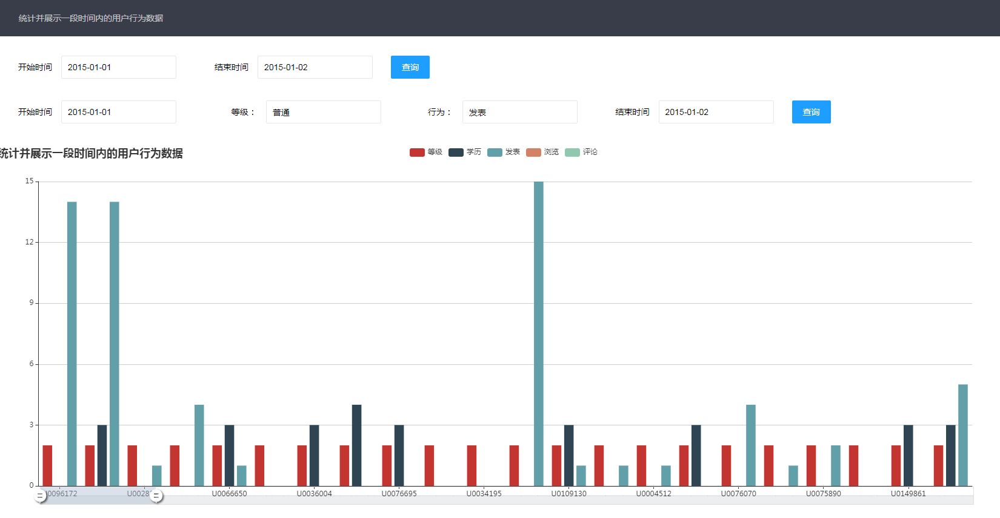 统计并展示一段时间内的用户行为数据
开始时间 2015-01-01 结束时间 2015-01-02 查询
开始时间 2015-01-01 等级： 普通 行为： 发表 结束时间 2015-01-02 查询
统计并展示一段时间内的用户行为数据 等级 学历 发表 浏览 评论
15
12
9
6
3
0
U0096172 U0028 U0066650 U0036004 U0076695 U0034195 U0109130 U0004512 U0076070 U0075890 U0149861